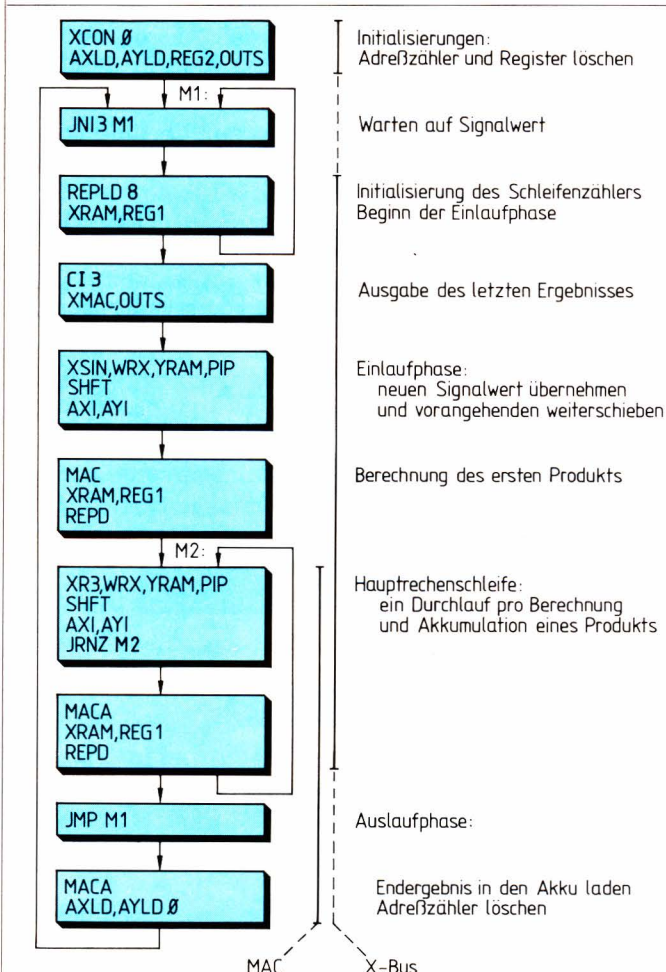 XCON Ø
AXLD,AYLD,REG2,OUTS
Initialisierungen:
Adreßzähler und Register löschen
M1:
JNI3 M1
Warten auf Signalwert
REPLD 8
XRAM,REG1
Initialisierung des Schleifenzählers
Beginn der Einlaufphase
CI3
XMAC,OUTS
Ausgabe des letzten Ergebnisses
XSIN,WRX,YRAM,PIP
SHFT
AXI,AYI
Einlaufphase:
neuen Signalwert übernehmen
und vorangehenden weiterschieben
MAC
XRAM,REG1
REPD
Berechnung des ersten Produkts
M2:
XR3,WRX,YRAM,PIP
SHFT
AXI,AYI
JRNZ M2
Hauptrechenschleife:
ein Durchlauf pro Berechnung
und Akkumulation eines Produkts
MACA
XRAM,REG1
REPD
JMP M1
Auslaufphase:
MACA
AXLD,AYLD Ø
Endergebnis in den Akku laden
Adreßzähler löschen
MAC
X-Bus